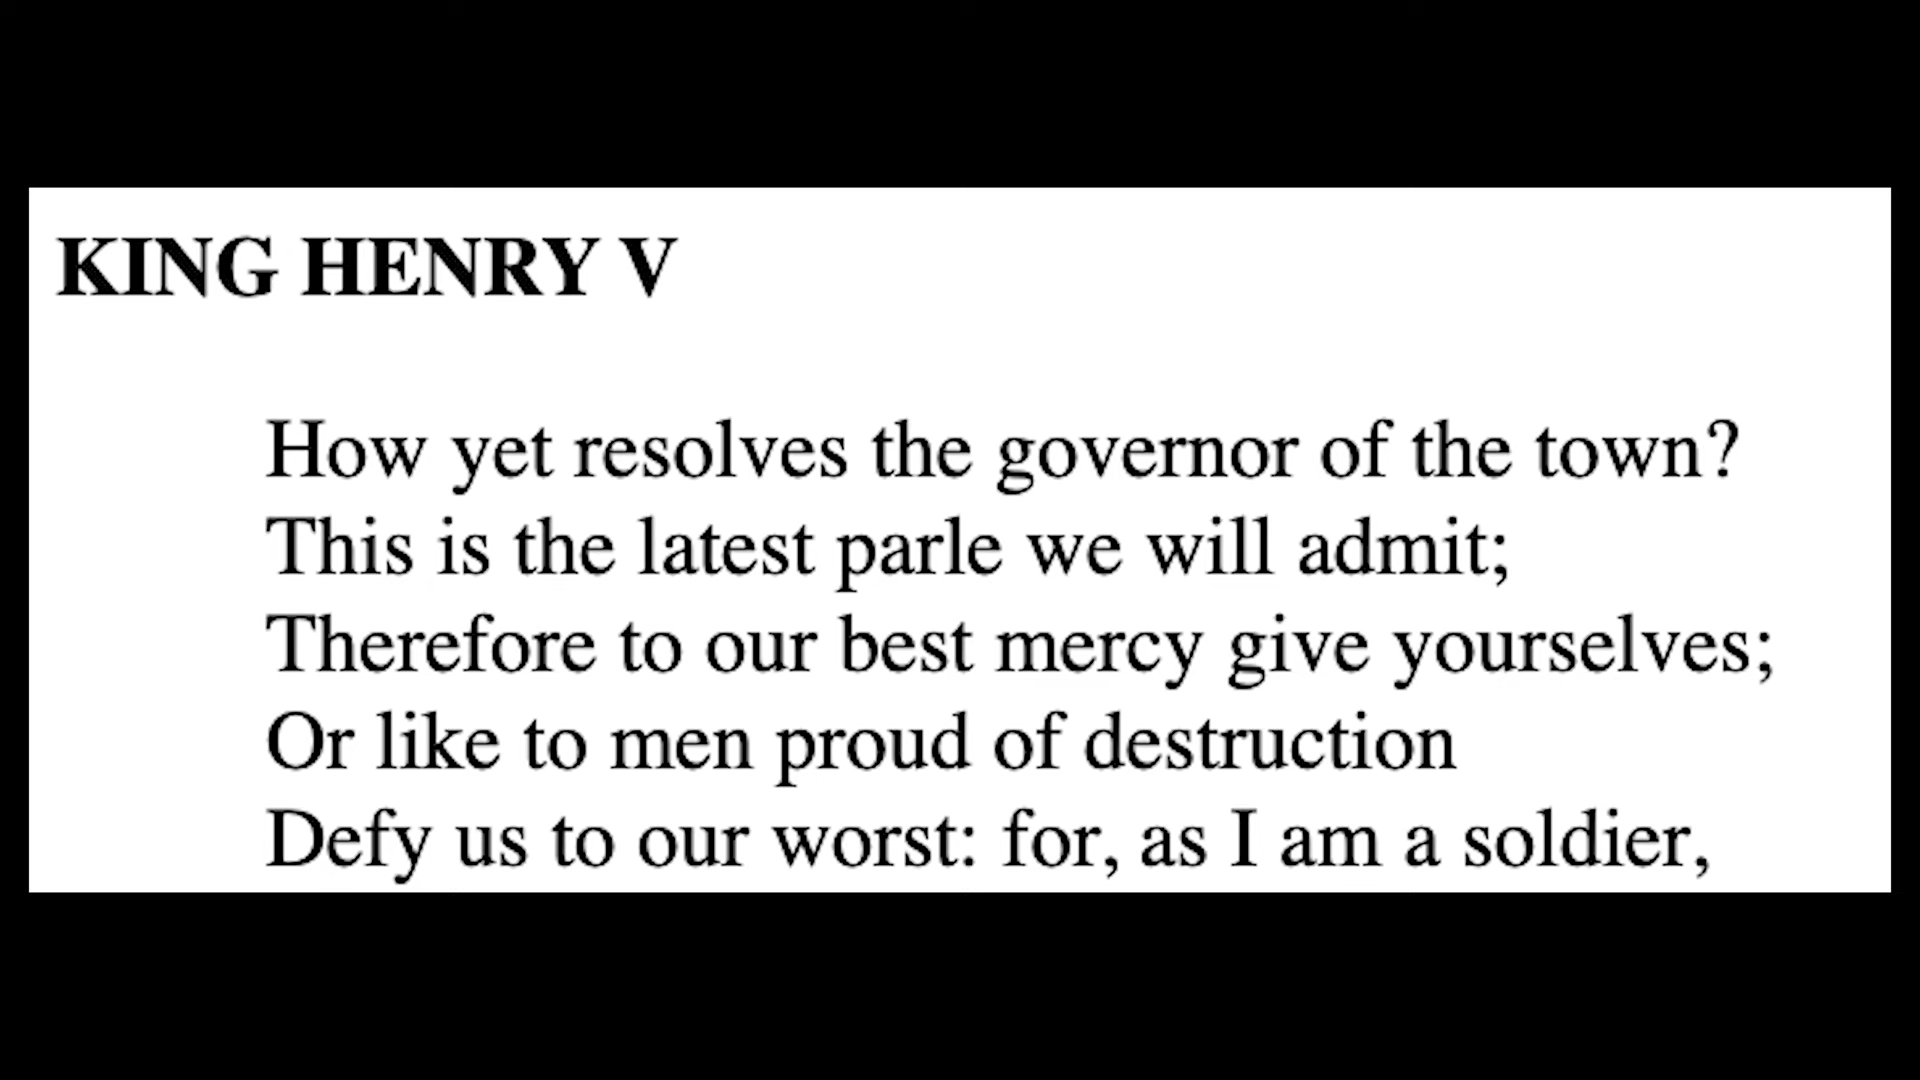 KING HENRY V
How yet resolves the governor of the town?
This is the latest parle we will admit;
Therefore to our best mercy give yourselves;
Or like to men proud of destruction
Defy us to our worst: for, as I am a soldier,